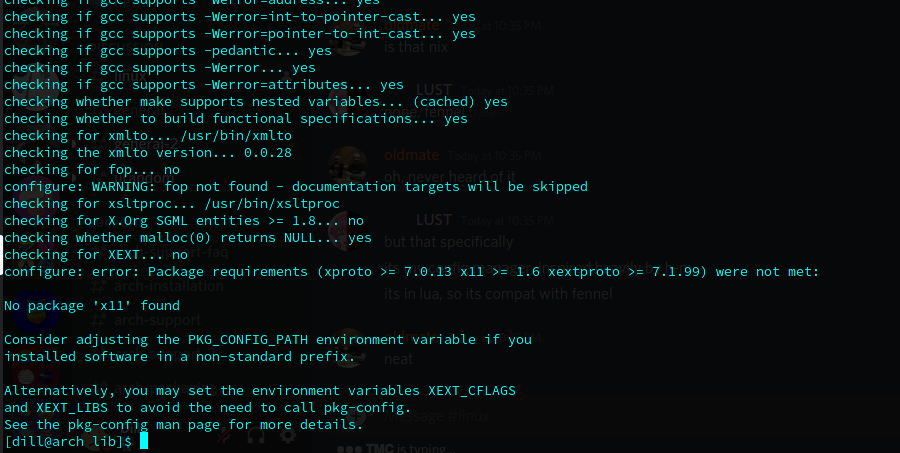 checking if gcc supports -Werror=address... yes
checking if gcc supports -Werror=int-to-pointer-cast... yes
checking if gcc supports -Werror=pointer-to-int-cast... yes
is that nix
checking if gcc supports -pedantic... yes
checking if gcc supports -Werror... yes
checking if gcc supports -Werror=attributes... yes
LUST
checking whether make supports nested variables... (cached) yes
checking whether to build functional specifications... yes
checking for xmlto... /usr/bin/xmlto
general-2
checking the xmlto version... 0.0.28
oldmate Today at 10:35 PM
checking for fop... no
oh, never heard of it
configure: WARNING: fop not found - documentation targets will be skipped
checking for xsltproc... /usr/bin/xsltproc
checking for X.Org SGML entities >= 1.8... no
LUST Today at 10:35 PM
checking whether malloc(0) returns NULL... yes
but that specifically
checking for XEXT... no
configure: error: Package requirements (xproto >= 7.0.13 x11 >= 1.6 xextproto >= 7.1.99) were not met:
arch-installation
its in lua, so its compat with fennel
No package 'x11' found
arch-support
Consider adjusting the PKG_CONFIG_PATH environment variable if you
installed software in a non-standard prefix.
neat
Alternatively, you may set the environment variables XEXT_CFLAGS
and XEXT_LIBS to avoid the need to call pkg-config.
message #linux
See the pkg-config man page for more details.
[dill@arch lib]$
TMC is typing